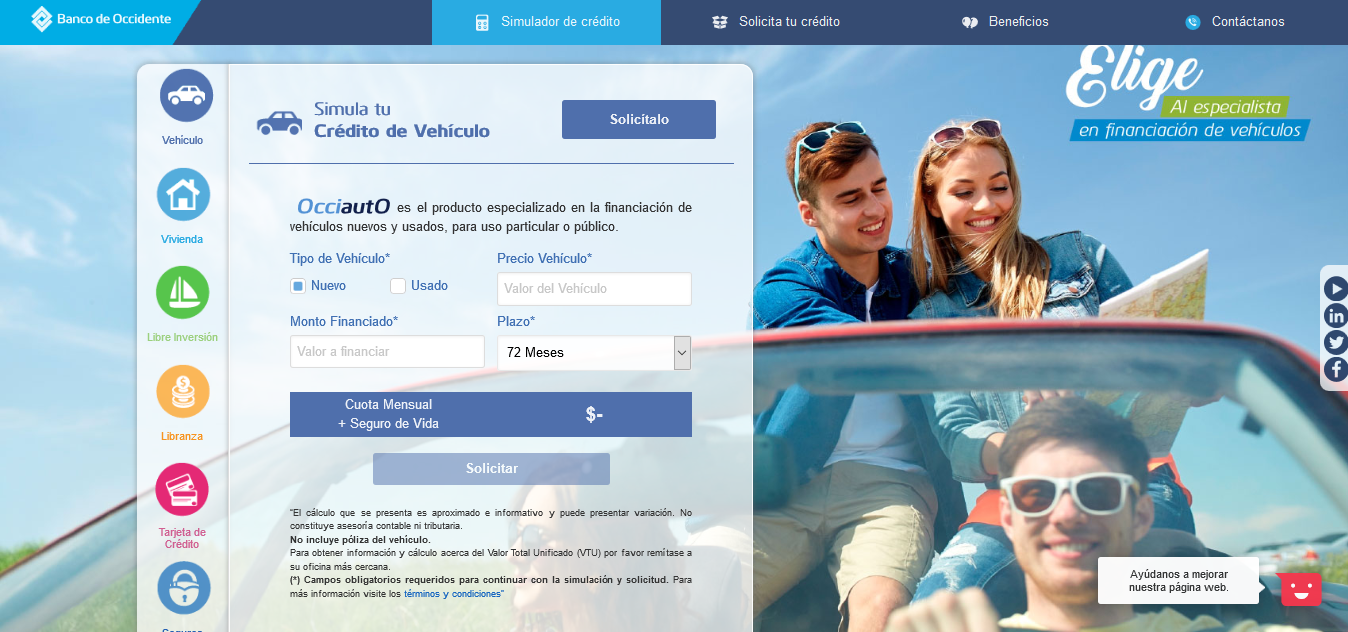 Banco de Occidente
Simulador de crédito
Solicita tu crédito
Beneficios
Contáctanos
Vehículo
Vivienda
Libre Inversión
Libranza
Tarjeta de
Crédito
Simula tu
Crédito de Vehículo
Solicítalo
OcciautO es el producto especializado en la financiación de
vehículos nuevos y usados, para uso particular o público.
Tipo de Vehículo*
Precio Vehículo*
Nuevo
Usado
Valor del Vehículo
Monto Financiado*
Plazo*
Valor a financiar
72 Meses
Cuota Mensual
+ Seguro de Vida
$-
Solicitar
"El cálculo que se presenta es aproximado e informativo y puede presentar variación. No
constituye asesoría contable ni tributaria.
No incluye póliza del vehículo.
Para obtener información y cálculo acerca del Valor Total Unificado (VTU) por favor remítase a
su oficina más cercana.
(*) Campos obligatorios requeridos para continuar con la simulación y solicitud. Para
más información visite los términos y condiciones"
Elige
Al especialista
en financiación de vehículos
Ayúdanos a mejorar
nuestra página web.